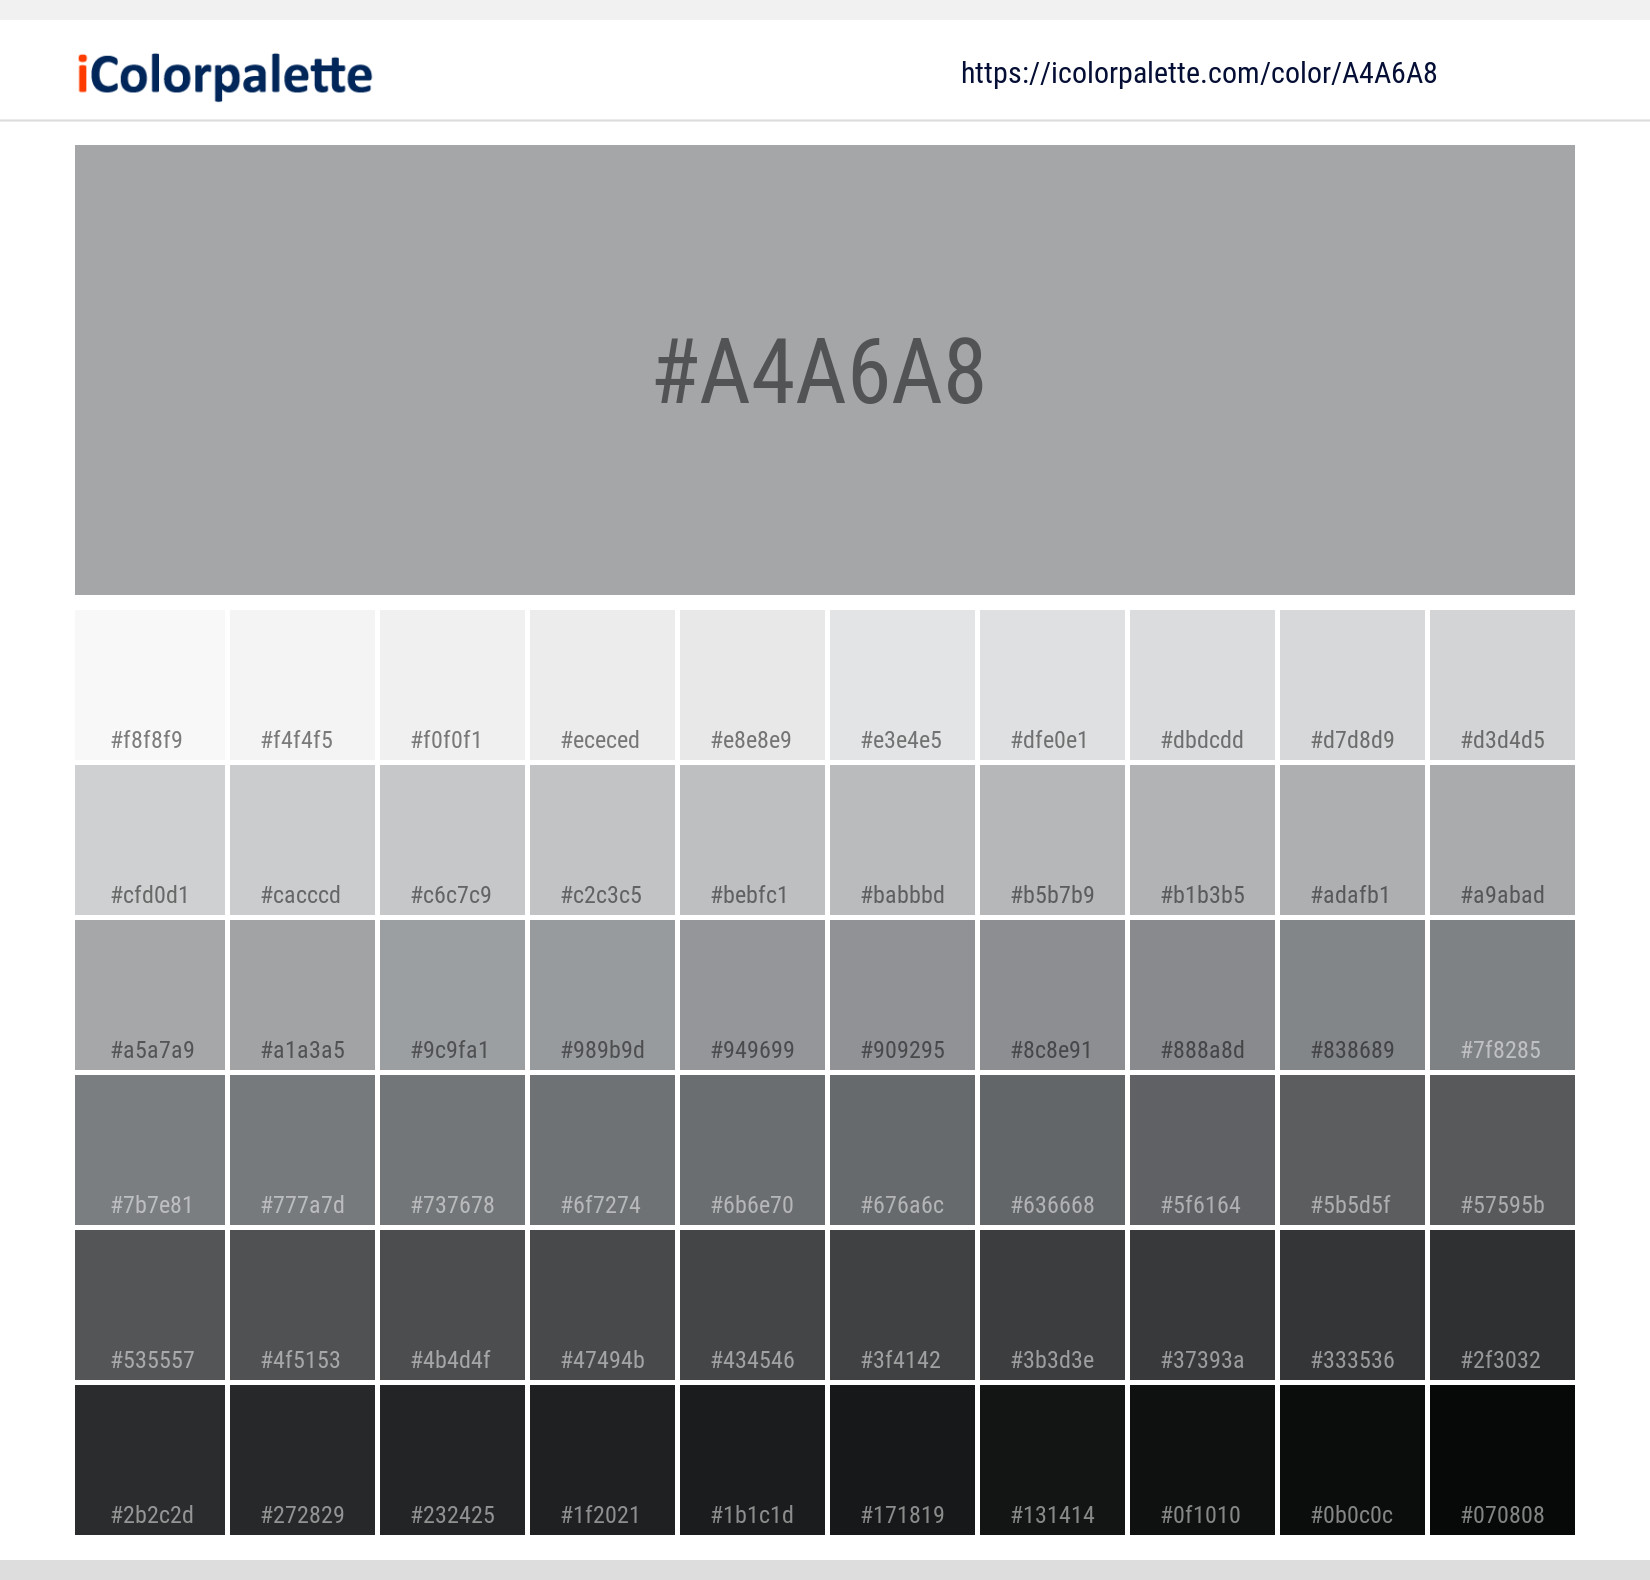 iColorpalette https://icolorpalette.com/color/A4A6A8
#A4A6A8
#f8f8f9 #f4f4f5 #f0f0f1 #ececed #e8e8e9 #e3e4e5 #dfe0e1 #dbdcdd #d7d8d9 #d3d4d5
#cfd0d1 #cacccd #c6c7c9 #c2c3c5 #bebfc1 #babbbd #b5b7b9 #b1b3b5 #adafb1 #a9abad
#a5a7a9 #a1a3a5 #9c9fa1 #989b9d #949699 #909295 #8c8e91 #888a8d #838689 #7f8285
#7b7e81 #777a7d #737678 #6f7274 #6b6e70 #676a6c #636668 #5f6164 #5b5d5f #57595b
#535557 #4f5153 #4b4d4f #47494b #434546 #3f4142 #3b3d3e #37393a #333536 #2f3032
#2b2c2d #272829 #232425 #1f2021 #1b1c1d #171819 #131414 #0f1010 #0b0c0c #070808